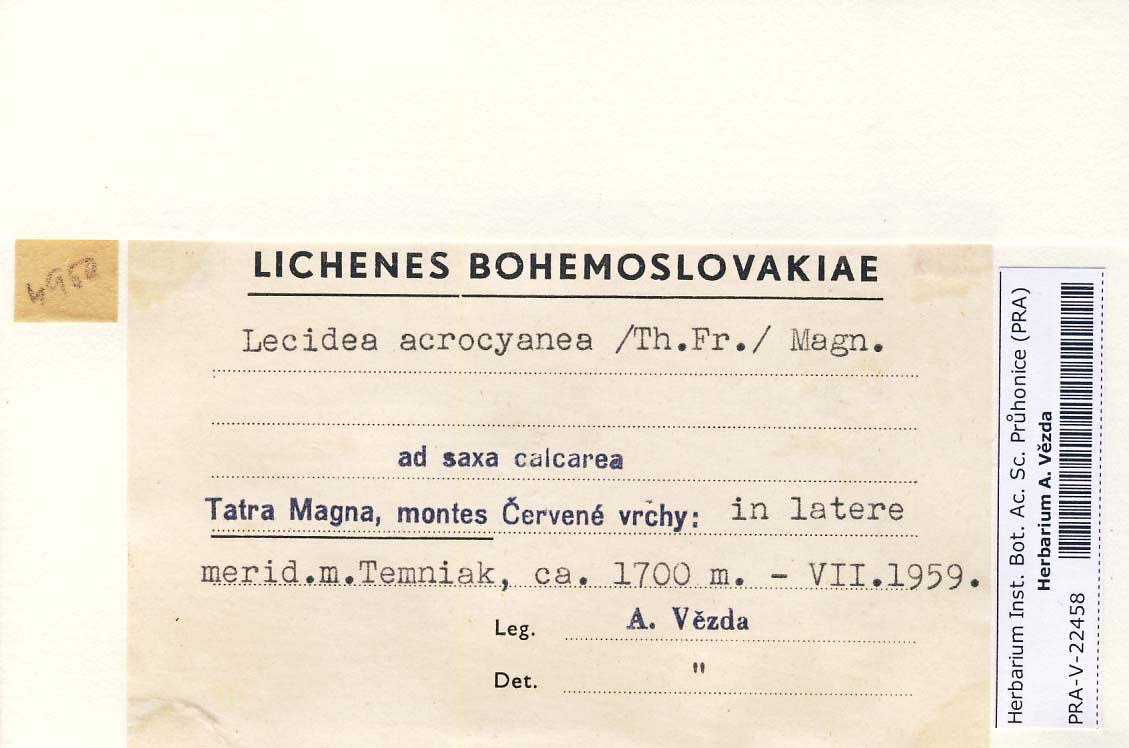 LICHENES BOHEMOSLOVAKIAE
Lecidea acrocyanea /Th.Fr./ Magn.
ad saxa calcarea
Tatra Magna, montes Červené vrchy: in latere
merid.m.Temniak, ca. 1700 m. - VII.1959.
Leg. A. Vězda
Det. "
Herbarium Inst. Bot. Ac. Sc. Průhonice (PRA)
Herbarium A. Vězda
PRA-V-22458